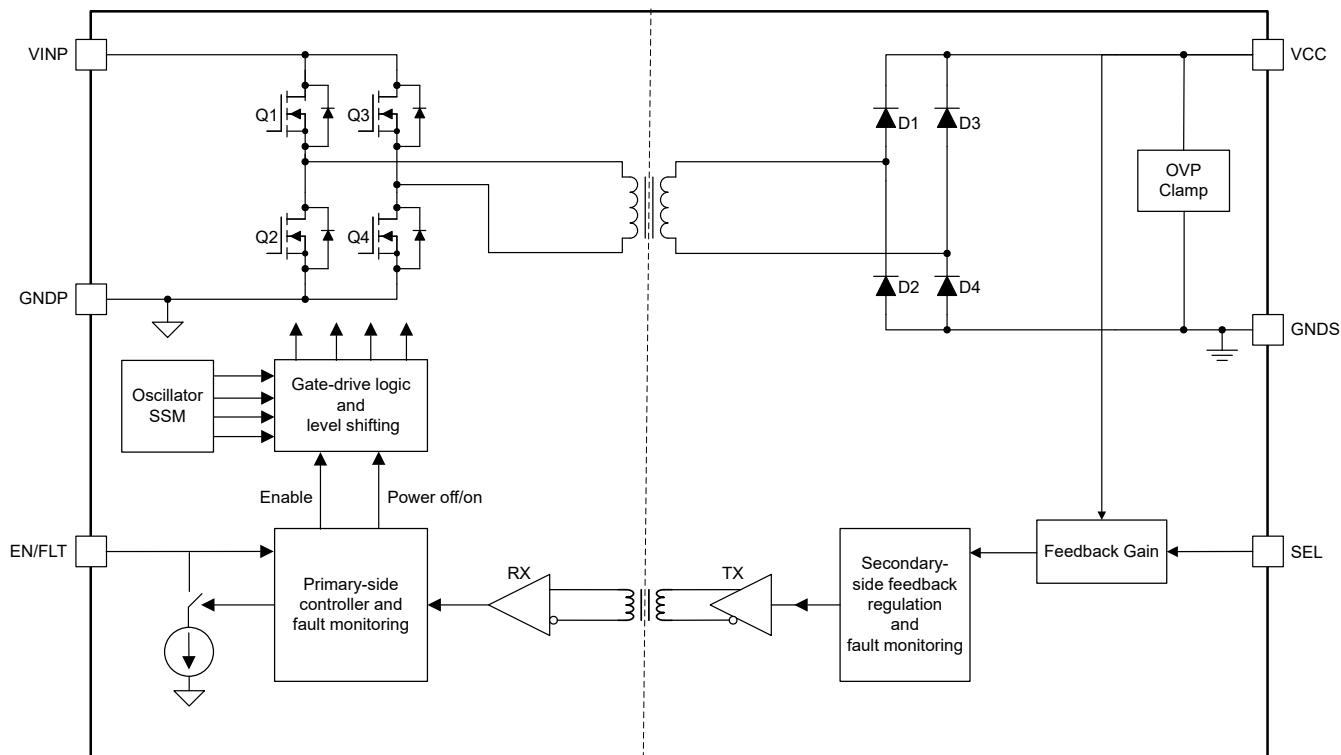 VINP
VCC
Q1
Q3
D1
D3
OVP
Clamp
Q2
Q4
D2
D4
GNDP
GNDS
Oscillator
SSM
Gate-drive logic
and
level shifting
Enable
Power off/on
EN/FLT
Primary-side
controller and
fault monitoring
RX
TX
Secondary-
side feedback
regulation
and
fault monitoring
Feedback Gain
SEL